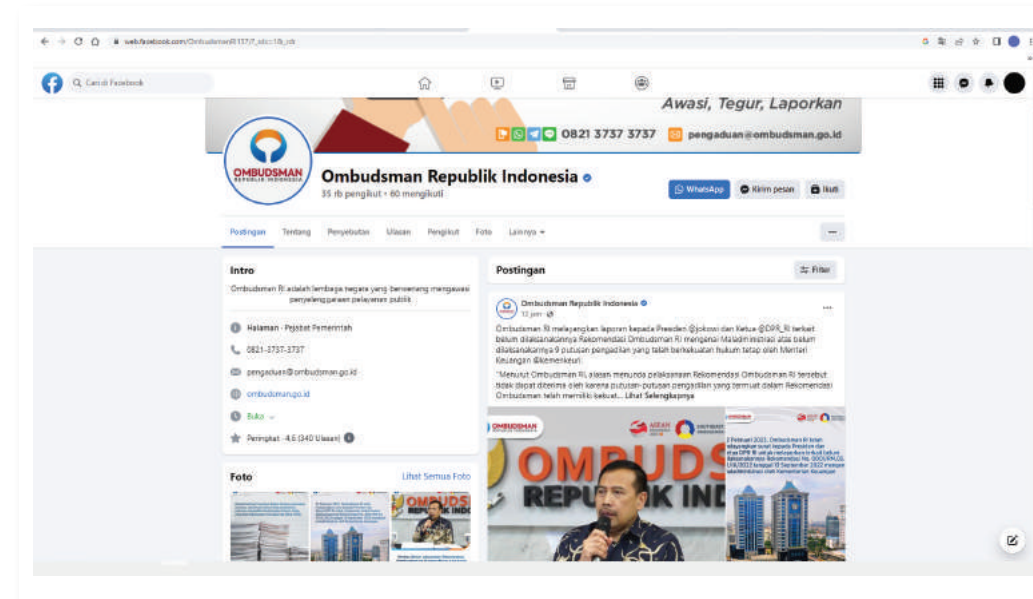 Cari di Facebook
Awasi, Tegur, Laporkan
0821 3737 3737 pengaduan@ombudsman.go.id
OMBUDSMAN
REPUBLIK INDONESIA
Ombudsman Republik Indonesia
35 rb pengikut • 60 mengikuti
WhatsApp
Kirim pesan
Ikuti
Postingan Tentang Penyebutan Ulasan Pengikut Foto Lainnya
Intro
Ombudsman RI adalah lembaga negara yang berwenang mengawasi
penyelenggaraan pelayanan publik
Halaman · Pejabat Pemerintah
0821-3737-3737
pengaduan@ombudsman.go.id
ombudsman.go.id
Buka
Peringkat · 4,6 (340 Ulasan)
Foto
Lihat Semua Foto
Postingan
Filter
Ombudsman Republik Indonesia
12 jam
Ombudsman RI melayangkan laporan kepada Presiden @jokowi dan Ketua @DPR_RI terkait
belum dilaksanakannya Rekomendasi Ombudsman RI mengenai Maladministrasi atas belum
dilaksanakannya 9 putusan pengadilan yang telah berkekuatan hukum tetap oleh Menteri
Keuangan @kemenkeuri
"Menurut Ombudsman RI, alasan menunda pelaksanaan Rekomendasi Ombudsman RI tersebut
tidak dapat diterima oleh karena putusan-putusan pengadilan yang termuat dalam Rekomendasi
Ombudsman telah memiliki kekuat... Lihat Selengkapnya
OMBUDSMAN
ASEAN
OMBUDS
REPUBLIK IND